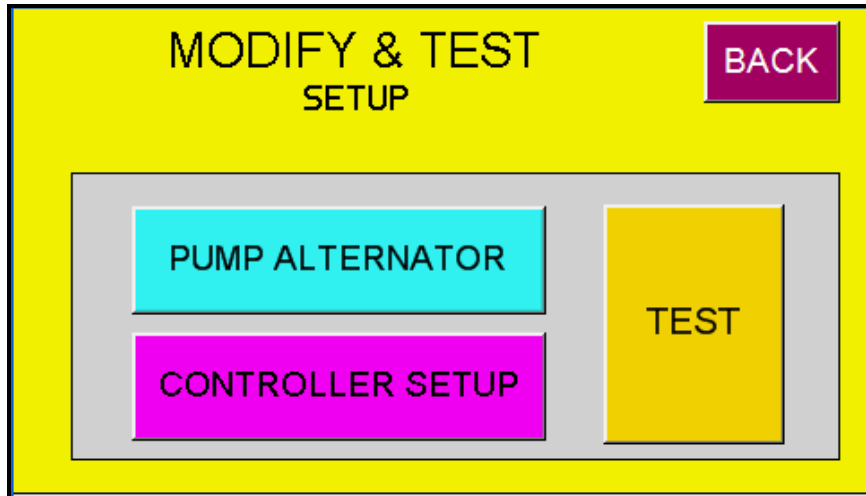 MODIFY & TEST
SETUP
BACK
PUMP ALTERNATOR
CONTROLLER SETUP
TEST